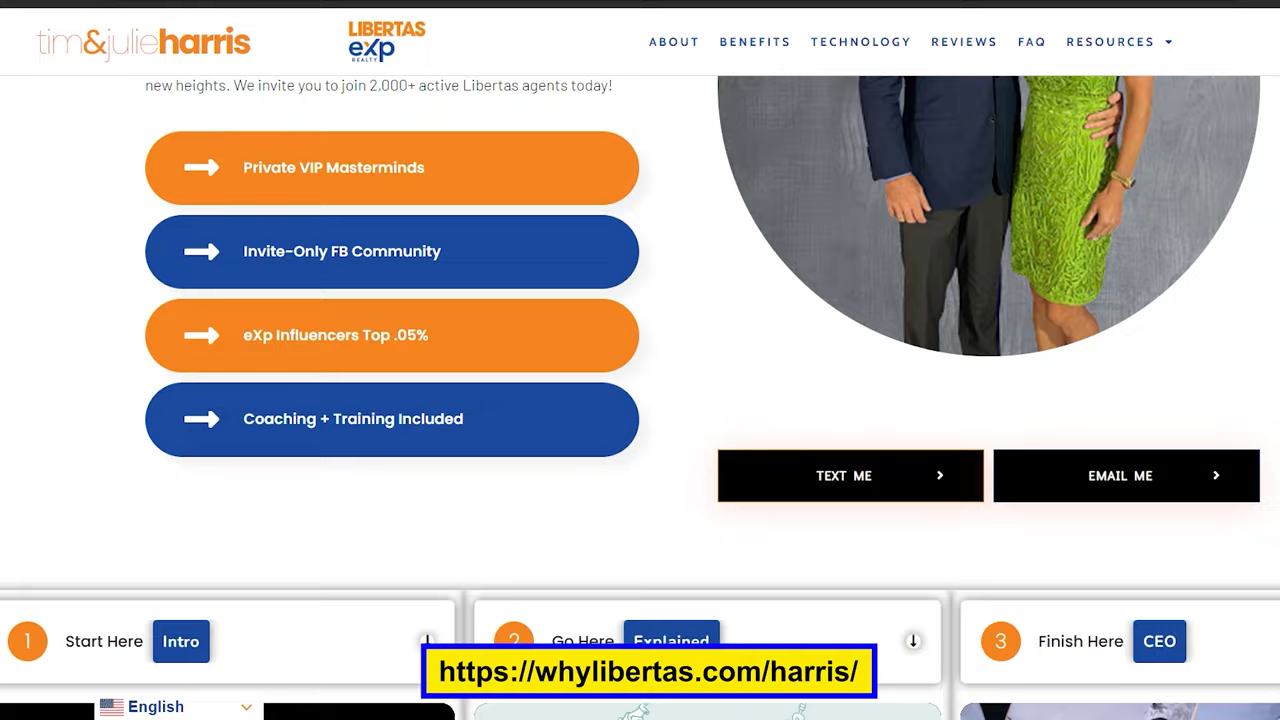 tim&julieharris
LIBERTAS
eXp
REALTY
ABOUT BENEFITS TECHNOLOGY REVIEWS FAQ RESOURCES
new heights. We invite you to join 2,000+ active Libertas agents today!
Private VIP Masterminds
Invite-Only FB Community
eXp Influencers Top .05%
Coaching + Training Included
TEXT ME
EMAIL ME
1 Start Here Intro
2 Go Here Explained
3 Finish Here CEO
https://whylibertas.com/harris/
English